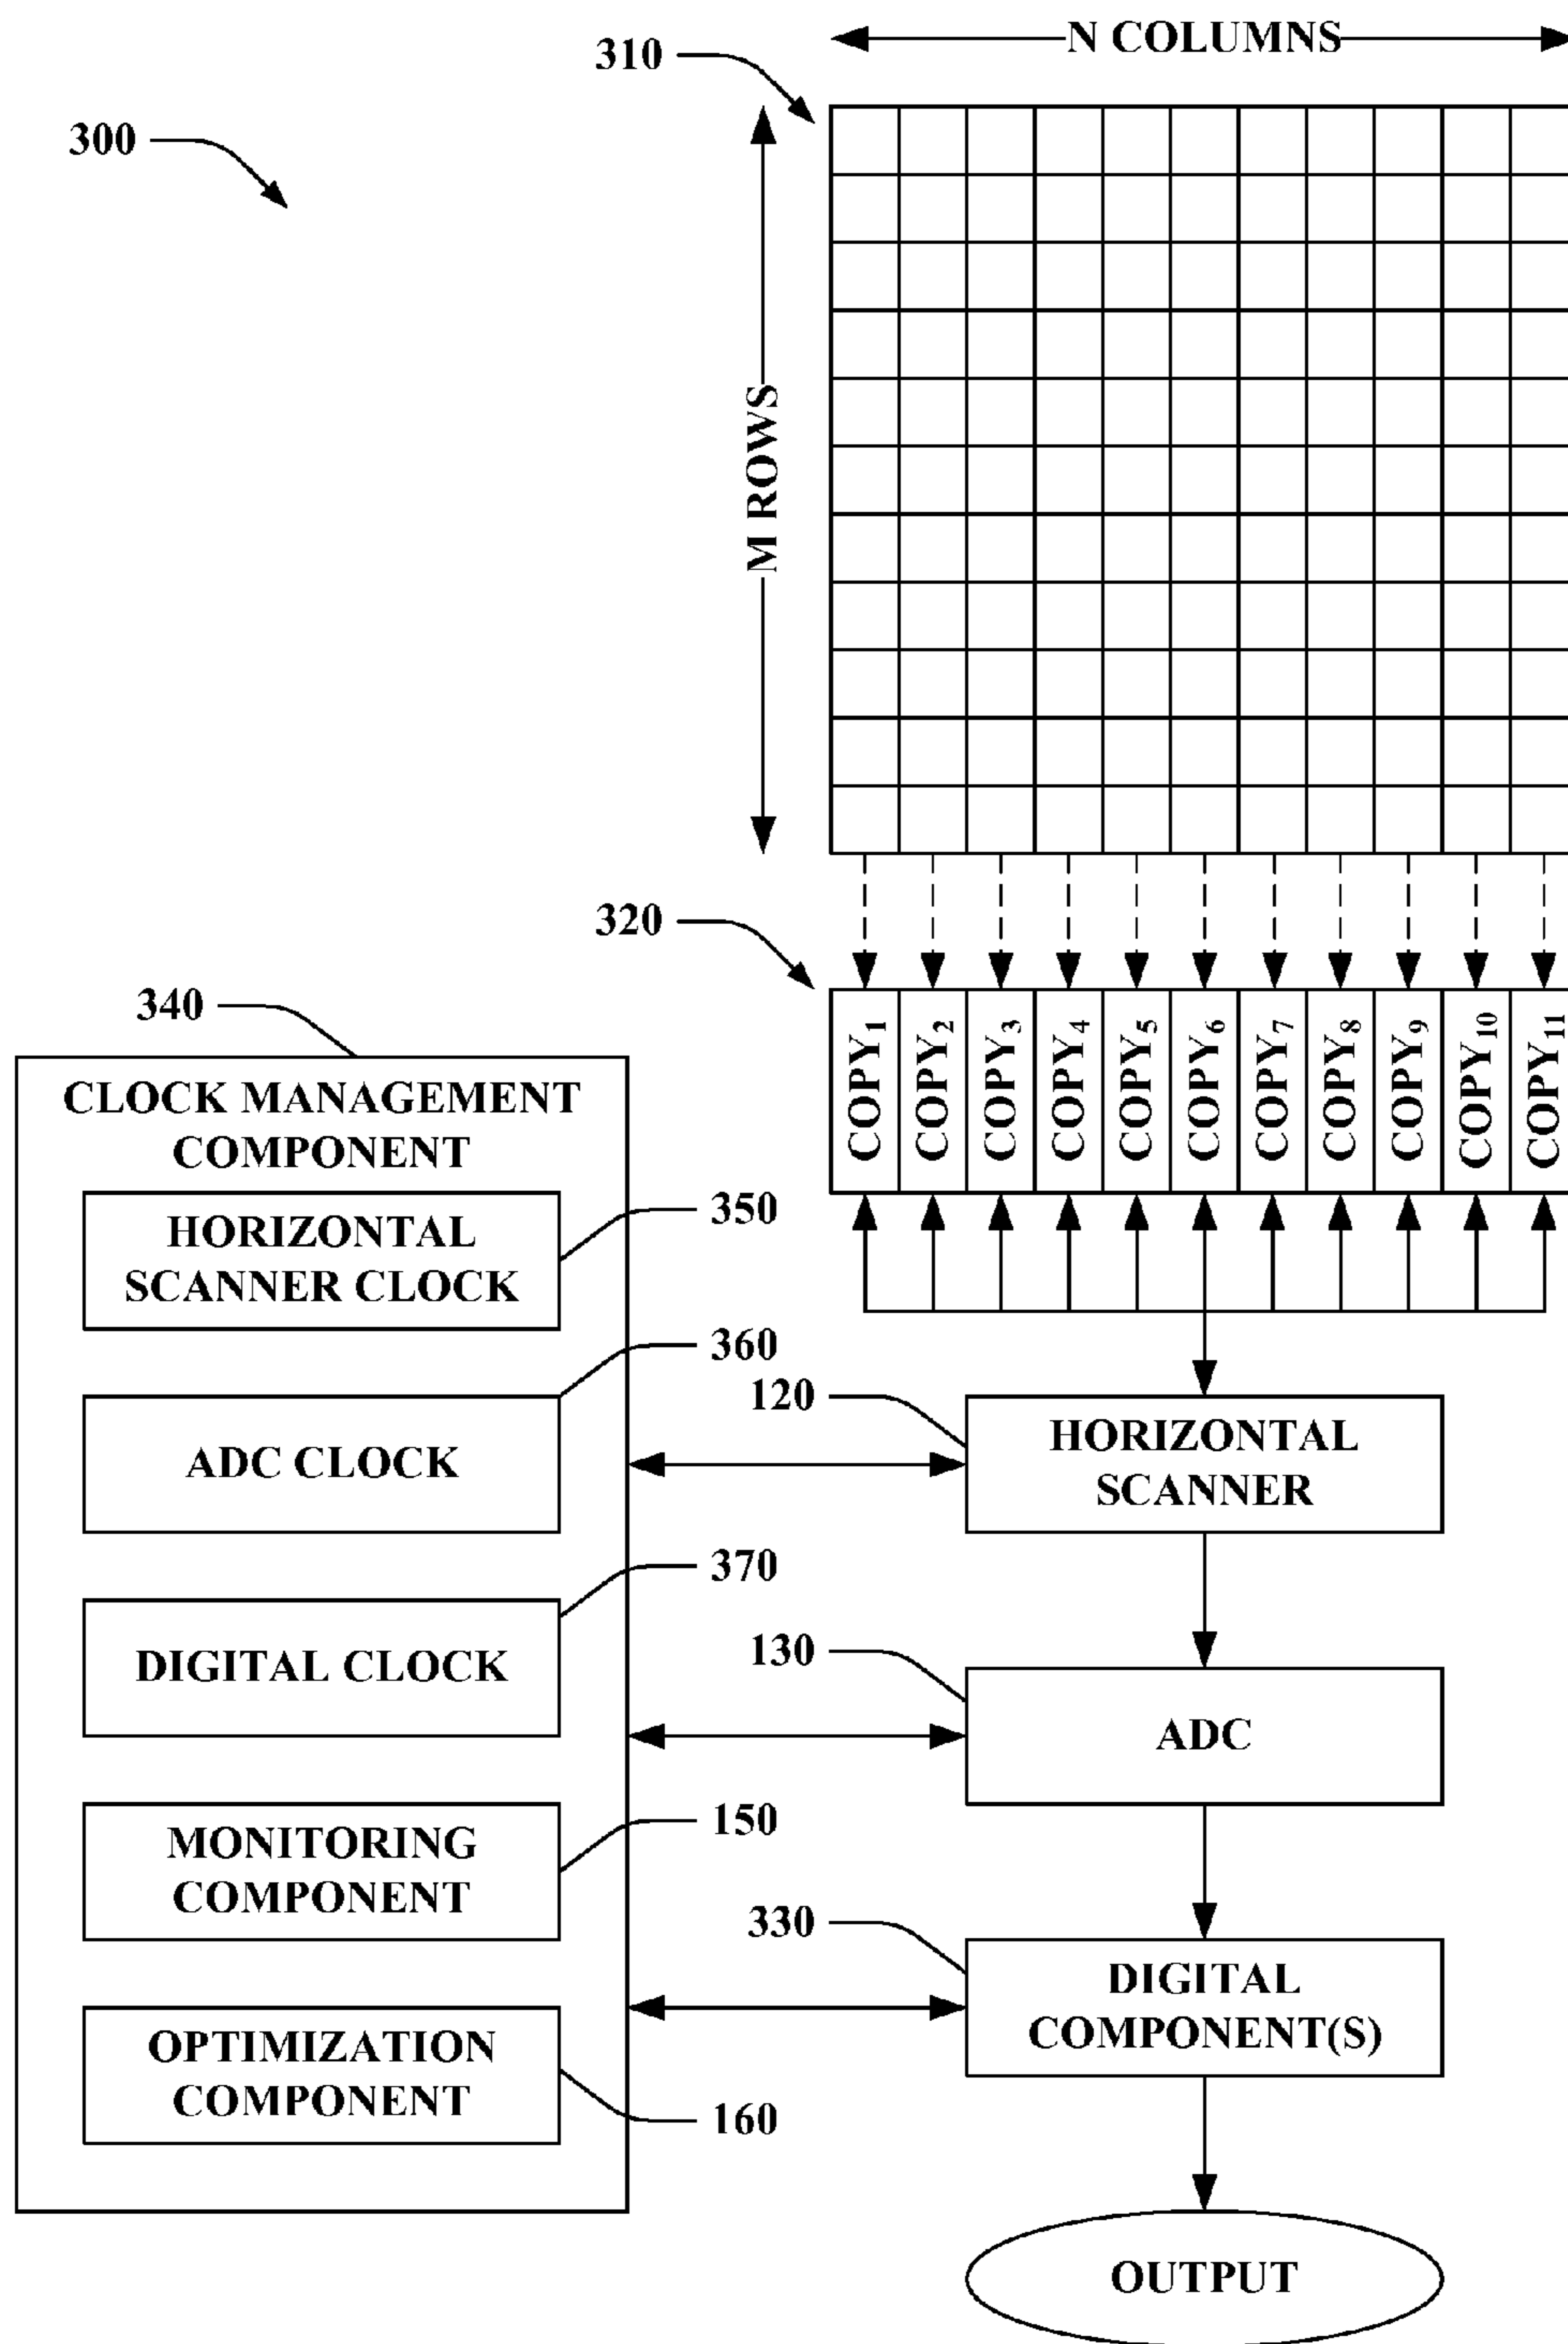 N COLUMNS
310
300
M ROWS
320
340
COPY1
COPY2
COPY3
COPY4
COPY5
COPY6
COPY7
COPY8
COPY9
COPY10
COPY11
CLOCK MANAGEMENT
COMPONENT
350
HORIZONTAL
SCANNER CLOCK
360
120
HORIZONTAL
SCANNER
ADC CLOCK
370
130
DIGITAL CLOCK
ADC
150
MONITORING
COMPONENT
330
DIGITAL
COMPONENT(S)
OPTIMIZATION
COMPONENT
160
OUTPUT